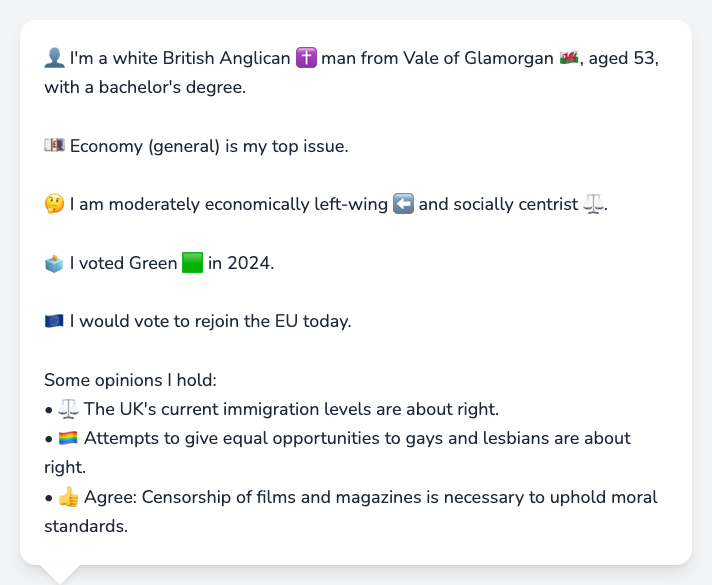 👤 I'm a white British Anglican ✝️ man from Vale of Glamorgan 🏴󠁧󠁢󠁷󠁬󠁳󠁿, aged 53,
with a bachelor's degree.
💷 Economy (general) is my top issue.
🤔 I am moderately economically left-wing ⬅️ and socially centrist ⚖️.
🗳️ I voted Green 🟩 in 2024.
🇪🇺 I would vote to rejoin the EU today.
Some opinions I hold:
• ⚖️ The UK's current immigration levels are about right.
• 🏳️‍🌈 Attempts to give equal opportunities to gays and lesbians are about
right.
• 👍 Agree: Censorship of films and magazines is necessary to uphold moral
standards.